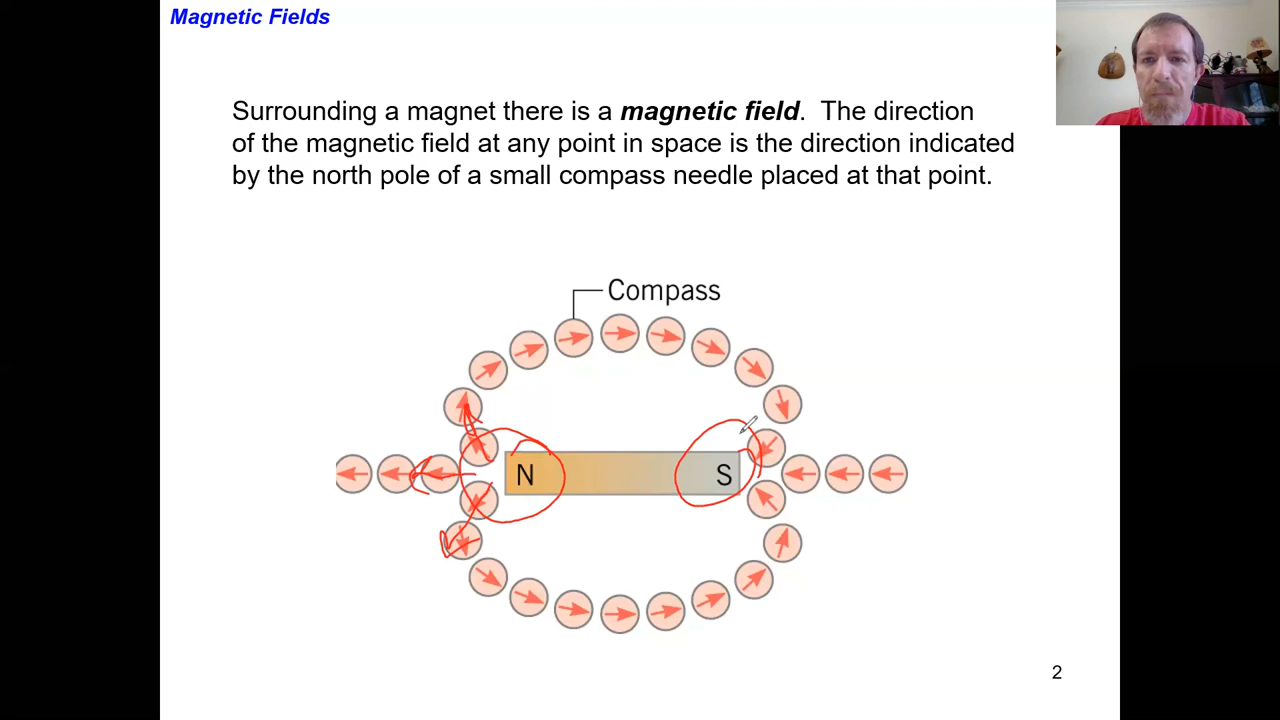 Magnetic Fields
Surrounding a magnet there is a magnetic field. The direction
of the magnetic field at any point in space is the direction indicated
by the north pole of a small compass needle placed at that point.
Compass
N
S
2